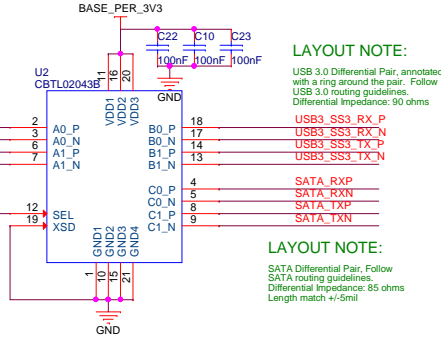 BASE_PER_3V3
C22 C10 C23
100nF 100nF 100nF
GND
LAYOUT NOTE:
USB 3.0 Differential Pair, annotated
with a ring around the pair. Follow
USB 3.0 routing guidelines.
Differential Impedance: 90 ohms
U2
CBTL02043B
11 16 20
VDD1 VDD2 VDD3
2 A0_P B0_P 18 USB3_SS3_RX_P
3 A0_N B0_N 17 USB3_SS3_RX_N
6 A1_P B1_P 14 USB3_SS3_TX_P
7 A1_N B1_N 13 USB3_SS3_TX_N
C0_P 4 SATA_RXP
C0_N 5 SATA_RXN
12 SEL C1_P 8 SATA_TXP
19 XSD C1_N 9 SATA_TXN
GND1 GND2 GND3 GND4
1 10 15 21
GND
LAYOUT NOTE:
SATA Differential Pair, Follow
SATA routing guidelines.
Differential Impedance: 85 ohms
Length match +/-5mil